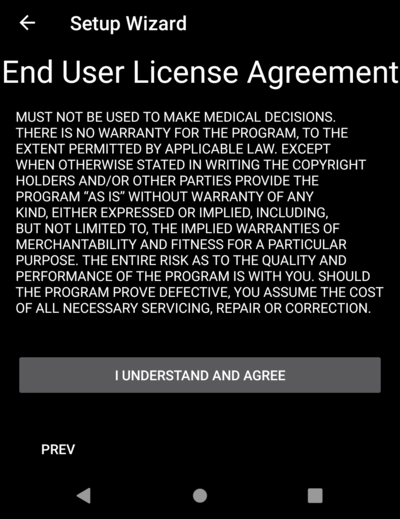 Setup Wizard
End User License Agreement
MUST NOT BE USED TO MAKE MEDICAL DECISIONS.
THERE IS NO WARRANTY FOR THE PROGRAM, TO THE
EXTENT PERMITTED BY APPLICABLE LAW. EXCEPT
WHEN OTHERWISE STATED IN WRITING THE COPYRIGHT
HOLDERS AND/OR OTHER PARTIES PROVIDE THE
PROGRAM “AS IS” WITHOUT WARRANTY OF ANY
KIND, EITHER EXPRESSED OR IMPLIED, INCLUDING,
BUT NOT LIMITED TO, THE IMPLIED WARRANTIES OF
MERCHANTABILITY AND FITNESS FOR A PARTICULAR
PURPOSE. THE ENTIRE RISK AS TO THE QUALITY AND
PERFORMANCE OF THE PROGRAM IS WITH YOU. SHOULD
THE PROGRAM PROVE DEFECTIVE, YOU ASSUME THE COST
OF ALL NECESSARY SERVICING, REPAIR OR CORRECTION.
I UNDERSTAND AND AGREE
PREV